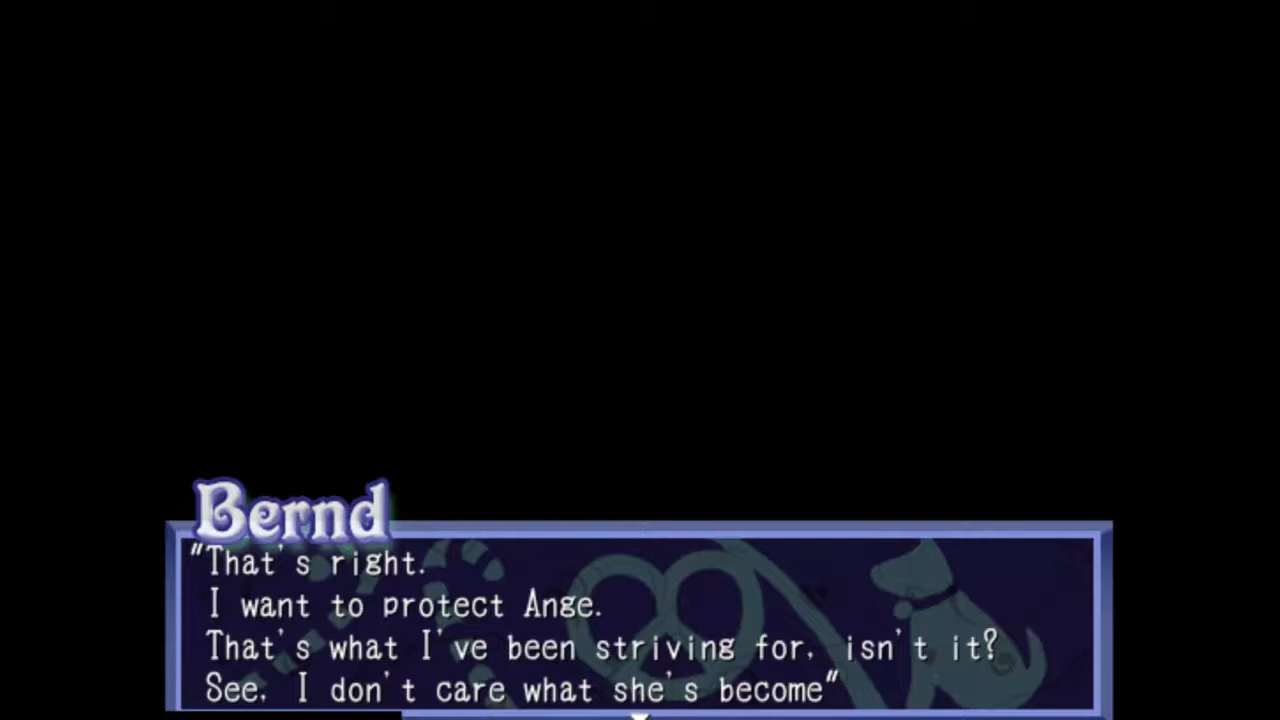 Bernd
"That's right.
I want to protect Ange.
That's what I've been striving for, isn't it?
See, I don't care what she's become"